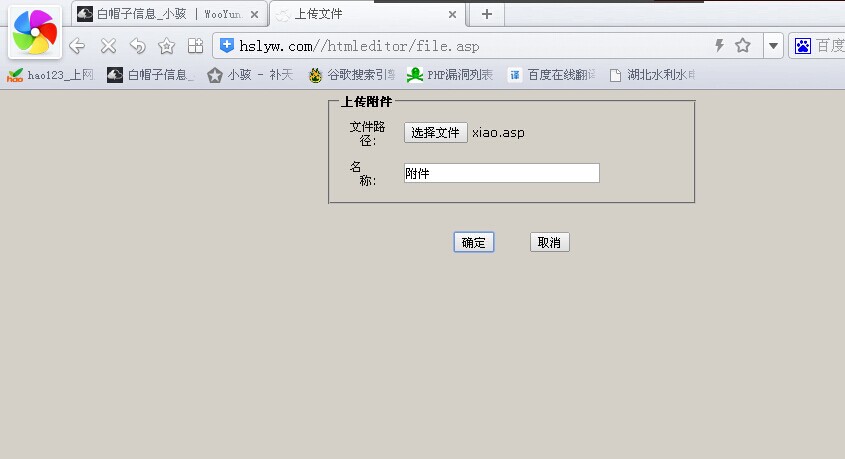 白帽子信息_小骇 | WooYun
上传文件
hslyw.com//htmleditor/file.asp
百度
hao123_上网
白帽子信息_
小骇 - 补天
谷歌搜索引擎
PHP漏洞列表
译 百度在线翻译
湖北水利水电
上传附件
文件路径:
选择文件 xiao.asp
名称:
附件
确定
取消